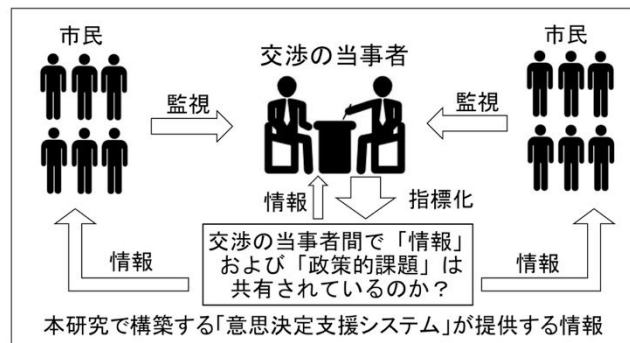 市民
交渉の当事者
市民
監視
監視
情報
指標化
情報
交渉の当事者間で「情報」
および「政策的課題」は
共有されているのか？
情報
本研究で構築する「意思決定支援システム」が提供する情報